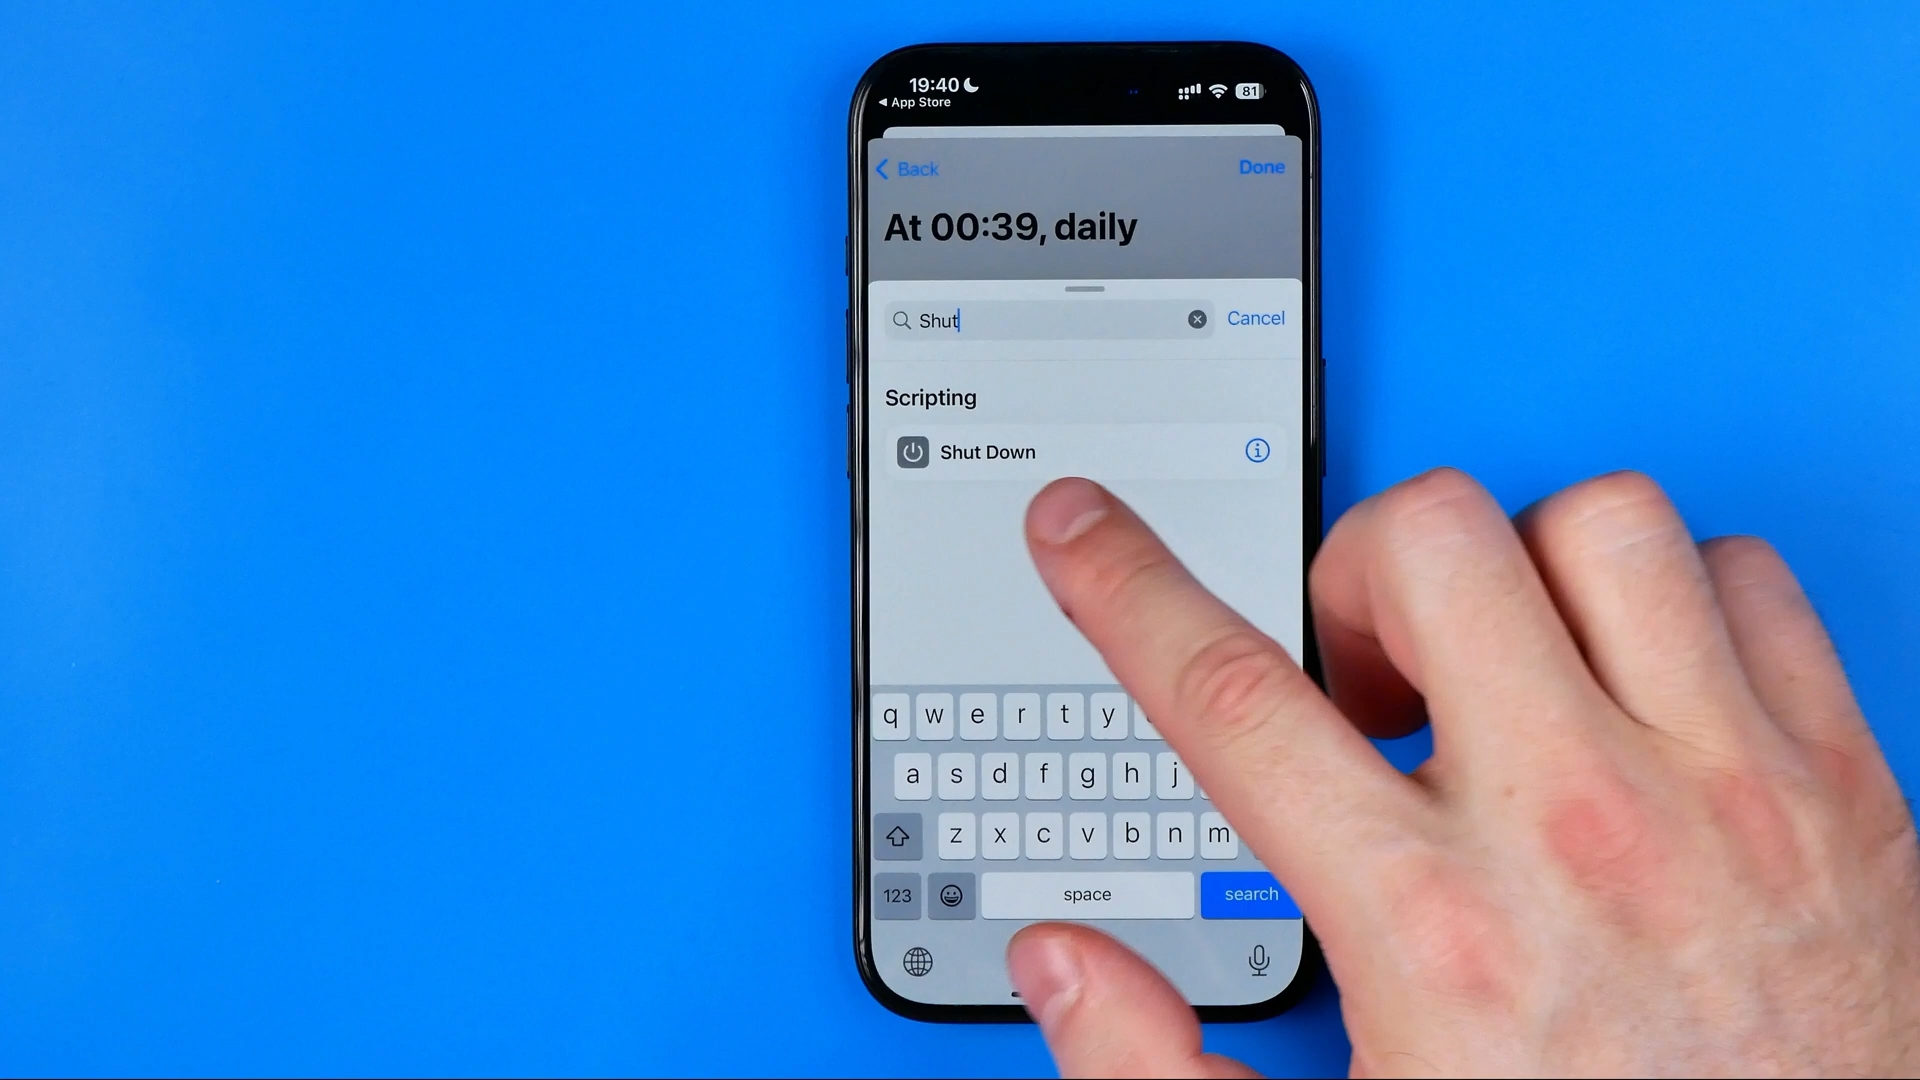 19:40
App Store
81
Back
Done
At 00:39, daily
Shut
Cancel
Scripting
Shut Down
q w e r t y
a s d f g h j
z x c v b n m
123
space
search